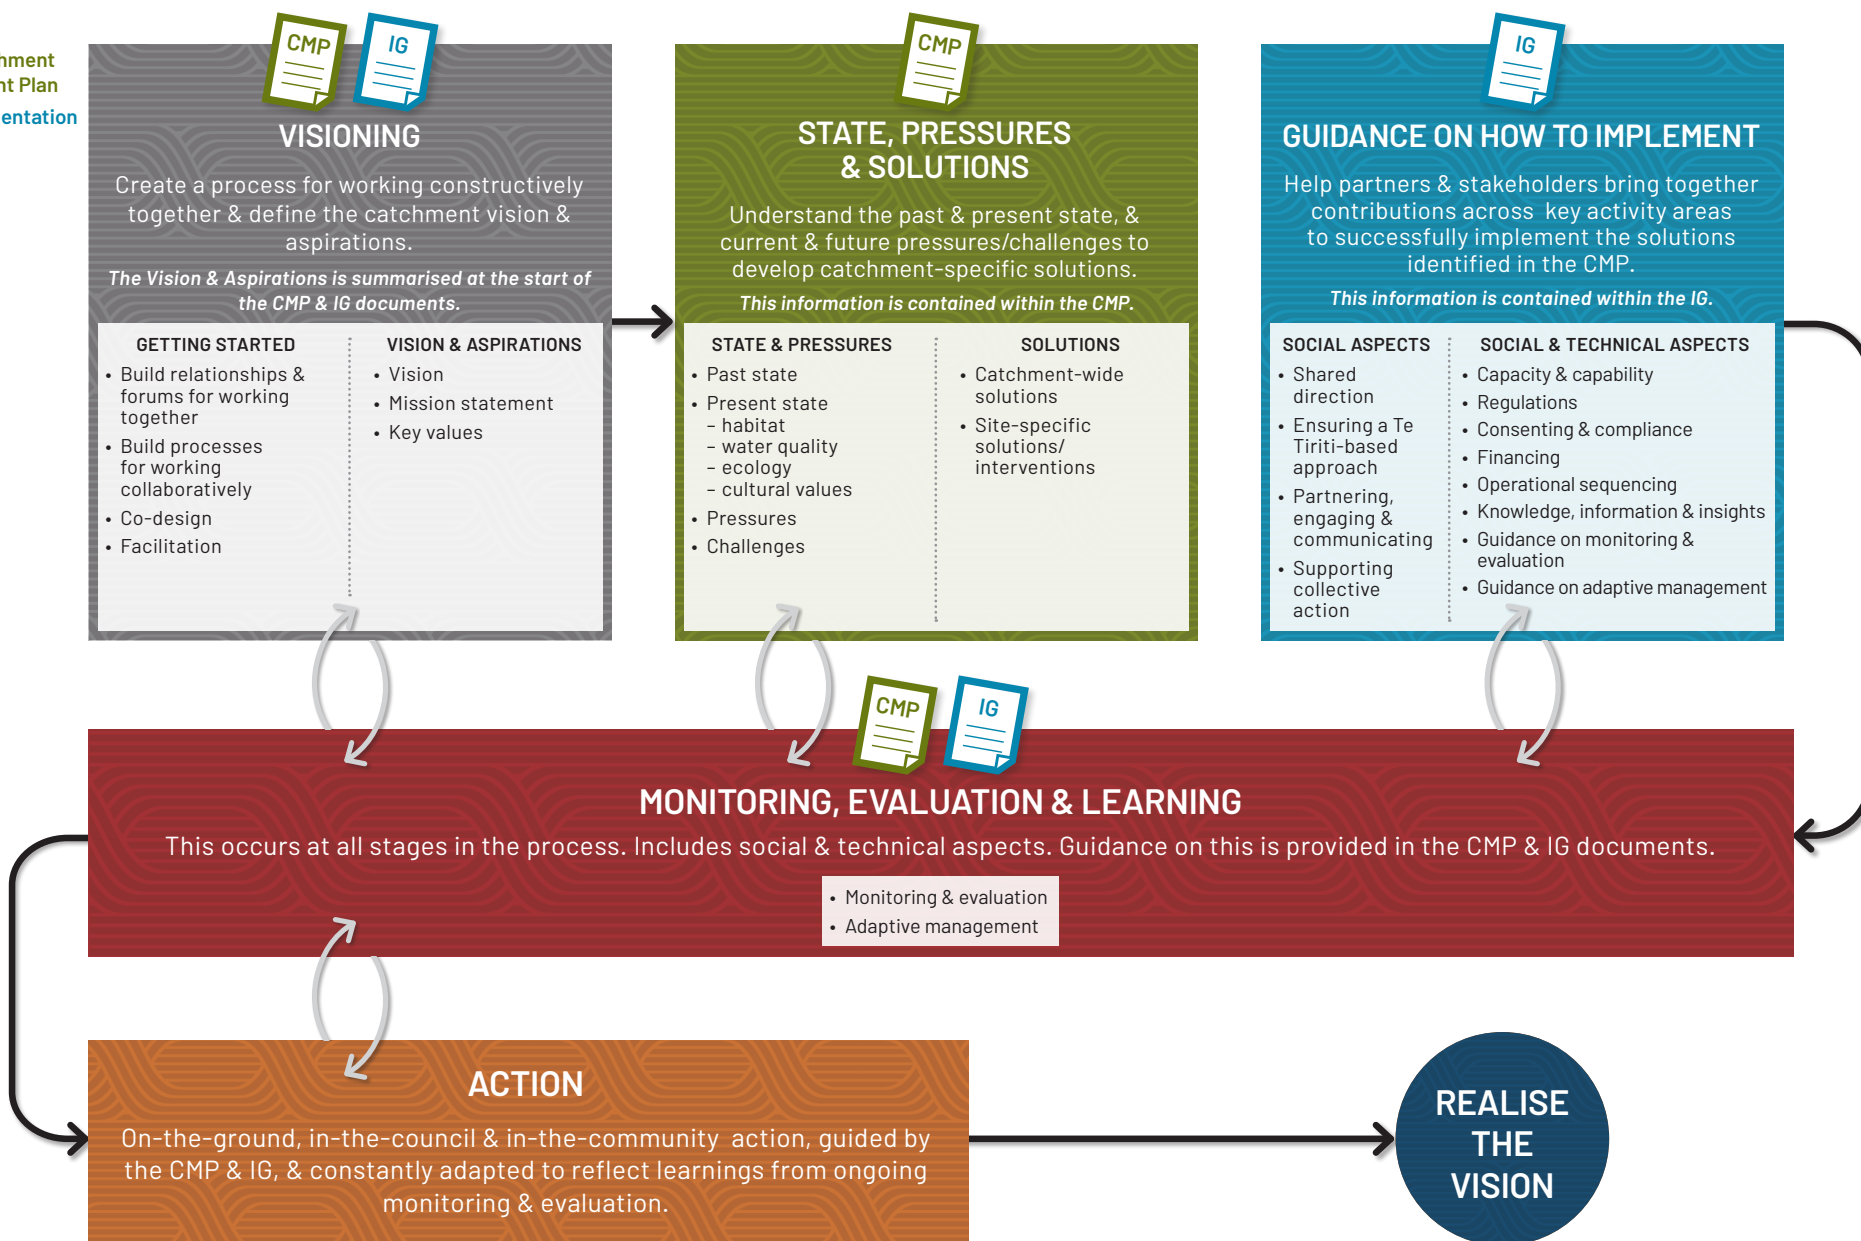 nt Plan
CMP
IG
VISIONING
Create a process for working constructively
together & define the catchment vision &
aspirations.
The Vision & Aspirations is summarised at the start of
the CMP & IG documents.
GETTING STARTED
• Build relationships &
forums for working
together
• Build processes
for working
collaboratively
• Co-design
• Facilitation
VISION & ASPIRATIONS
• Vision
• Mission statement
• Key values
CMP
STATE, PRESSURES
& SOLUTIONS
Understand the past & present state, &
current & future pressures/challenges to
develop catchment-specific solutions.
This information is contained within the CMP.
STATE & PRESSURES
• Past state
• Present state
– habitat
– water quality
– ecology
– cultural values
• Pressures
• Challenges
SOLUTIONS
• Catchment-wide
solutions
• Site-specific
solutions/
interventions
IG
GUIDANCE ON HOW TO IMPLEMENT
Help partners & stakeholders bring together
contributions across key activity areas
to successfully implement the solutions
identified in the CMP.
This information is contained within the IG.
SOCIAL ASPECTS
• Shared
direction
• Ensuring a Te
Tiriti-based
approach
• Partnering,
engaging &
communicating
• Supporting
collective
action
SOCIAL & TECHNICAL ASPECTS
• Capacity & capability
• Regulations
• Consenting & compliance
• Financing
• Operational sequencing
• Knowledge, information & insights
• Guidance on monitoring &
evaluation
• Guidance on adaptive management
CMP
IG
MONITORING, EVALUATION & LEARNING
This occurs at all stages in the process. Includes social & technical aspects. Guidance on this is provided in the CMP & IG documents.
• Monitoring & evaluation
• Adaptive management
ACTION
On-the-ground, in-the-council & in-the-community action, guided by
the CMP & IG, & constantly adapted to reflect learnings from ongoing
monitoring & evaluation.
REALISE
THE
VISION